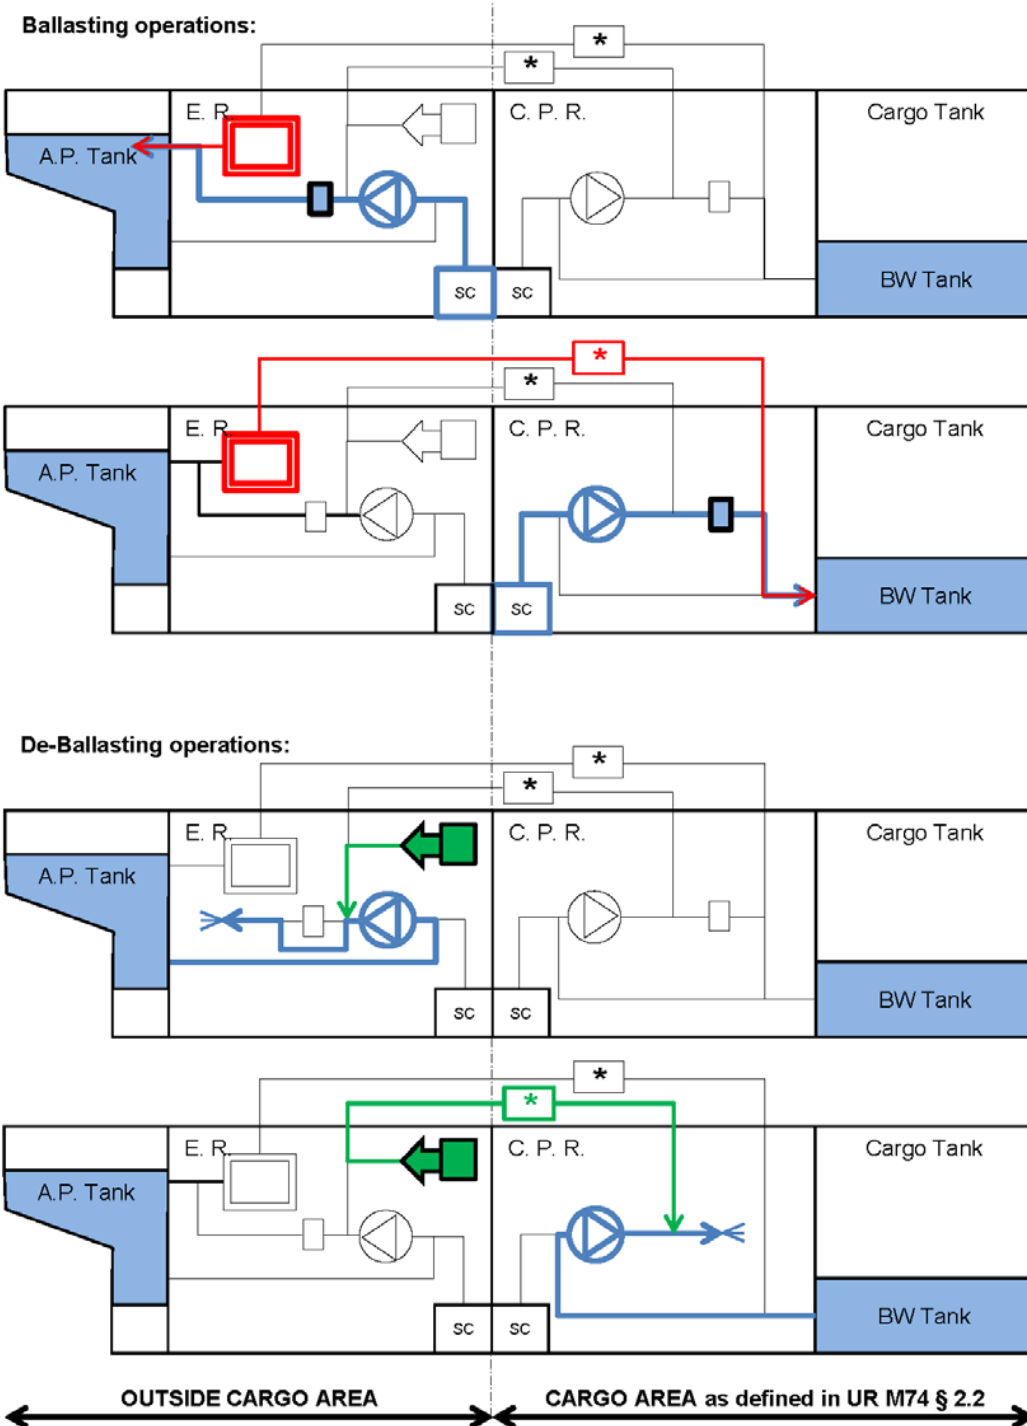 Ballasting operations:
*
*
E. R.
C. P. R.
Cargo Tank
A.P. Tank
BW Tank
SC
SC
*
*
E. R.
C. P. R.
Cargo Tank
A.P. Tank
BW Tank
SC
SC
De-Ballasting operations:
*
*
E. R.
C. P. R.
Cargo Tank
A.P. Tank
BW Tank
SC
SC
*
*
E. R.
C. P. R.
Cargo Tank
A.P. Tank
BW Tank
SC
SC
OUTSIDE CARGO AREA
CARGO AREA as defined in UR M74 § 2.2